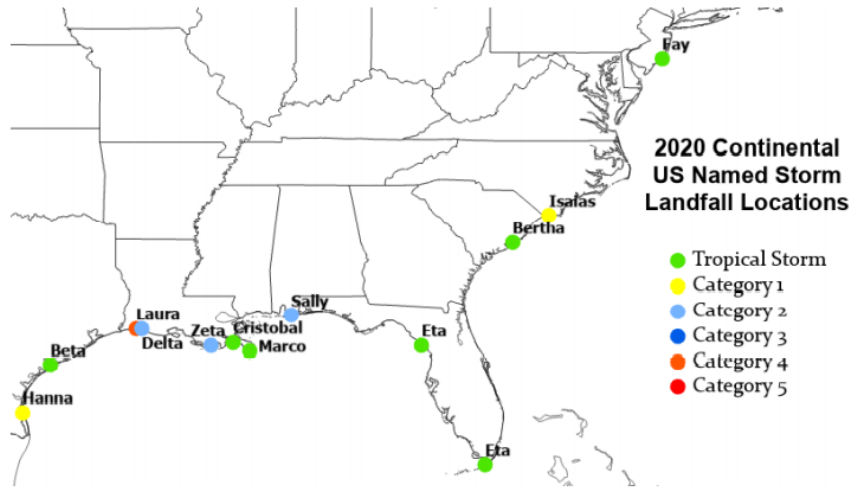 Fay
2020 Continental
US Named Storm
Landfall Locations
Isaias
Bertha
Tropical Storm
Category 1
Category 2
Category 3
Category 4
Category 5
Sally
Laura
Zeta
Cristobal
Eta
Delta
Marco
Beta
Hanna
Eta